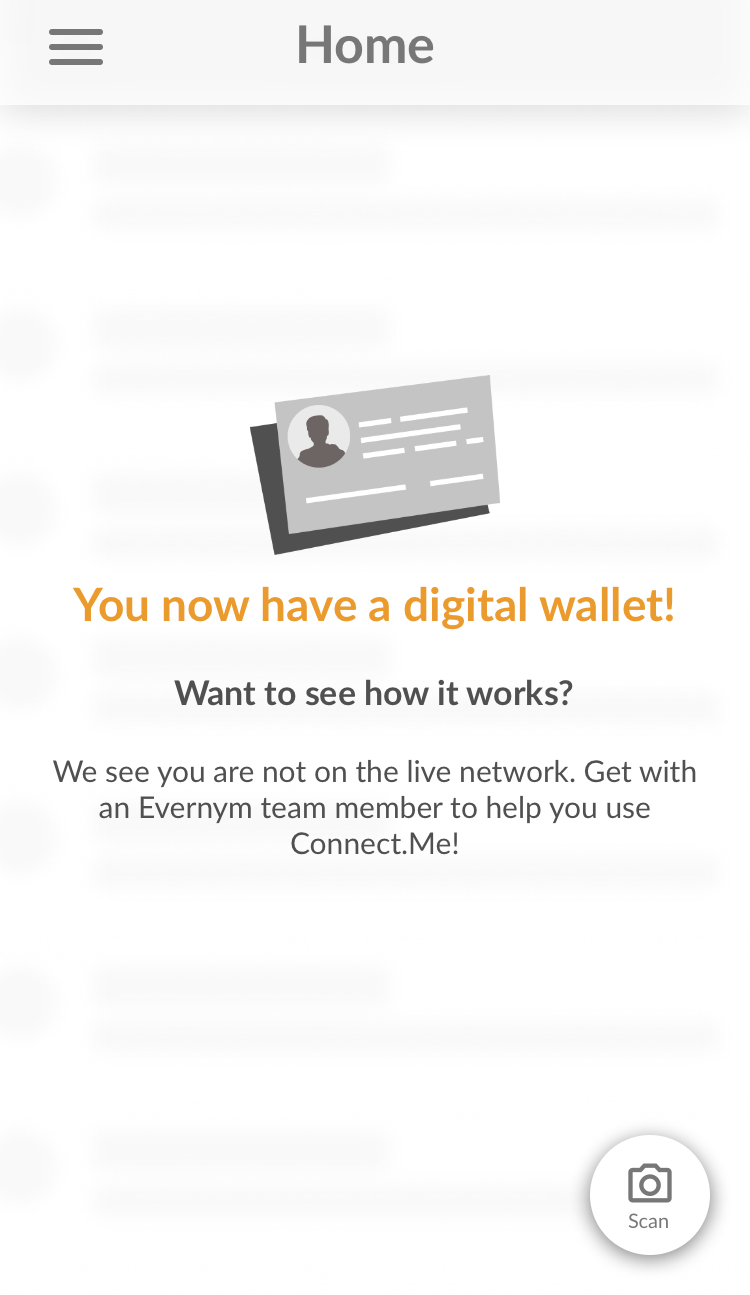 Home
You now have a digital wallet!
Want to see how it works?
We see you are not on the live network. Get with
an Evernym team member to help you use
Connect.Me!
Scan